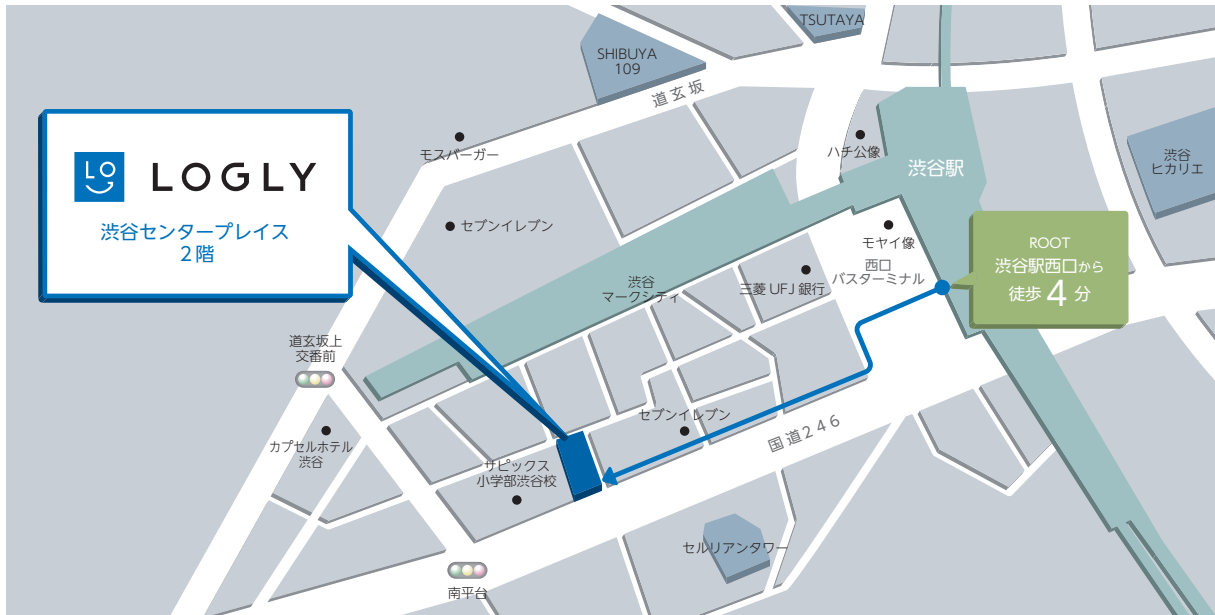 TSUTAYA
SHIBUYA
109
道玄坂
モスバーガー
ハチ公像
渋谷駅
渋谷
ヒカリエ
LO
LOGLY
渋谷センタープレイス
2階
セブンイレブン
モヤイ像
西口
バスターミナル
ROOT
渋谷駅西口から
徒歩 4 分
渋谷
マークシティ
三菱 UFJ 銀行
道玄坂上
交番前
セブンイレブン
国道246
カプセルホテル
渋谷
サピックス
小学部渋谷校
セルリアンタワー
南平台